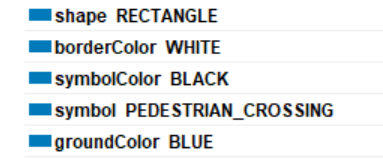 shape RECTANGLE
borderColor WHITE
symbolColor BLACK
symbol PEDESTRIAN_CROSSING
groundColor BLUE